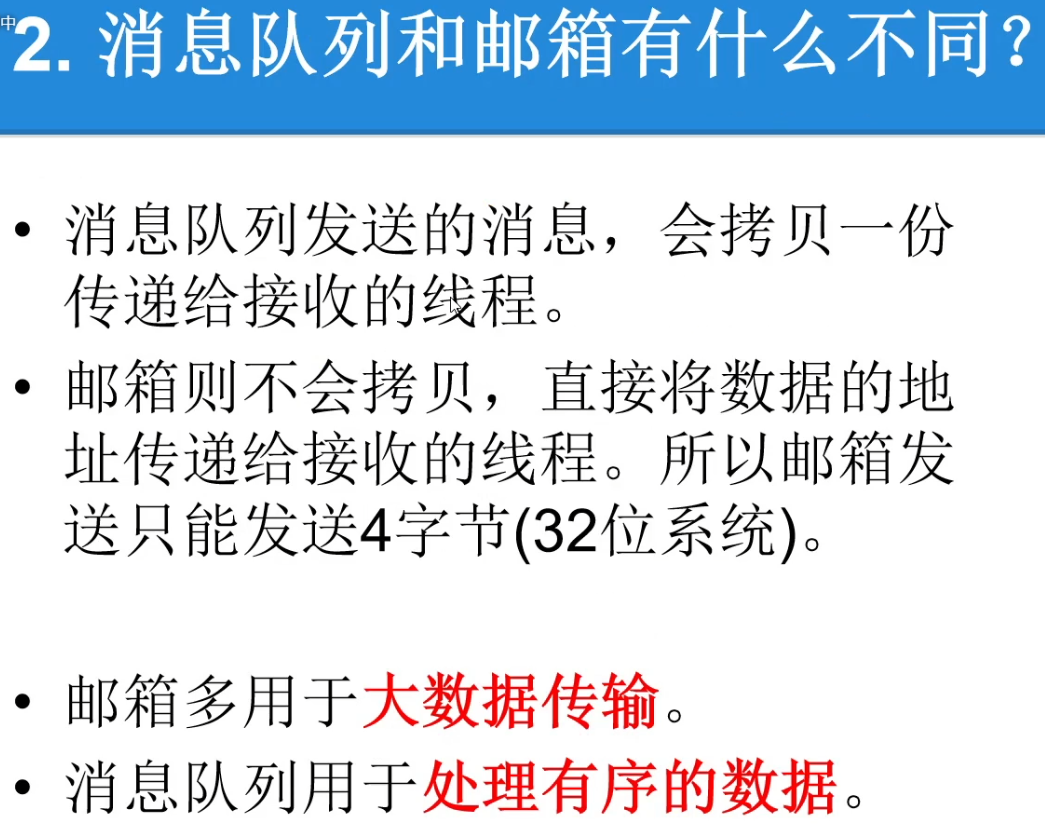 中
2. 消息队列和邮箱有什么不同？
• 消息队列发送的消息，会拷贝一份
传递给接收的线程。
• 邮箱则不会拷贝，直接将数据的地
址传递给接收的线程。所以邮箱发
送只能发送4字节(32位系统)。
• 邮箱多用于大数据传输。
• 消息队列用于处理有序的数据。